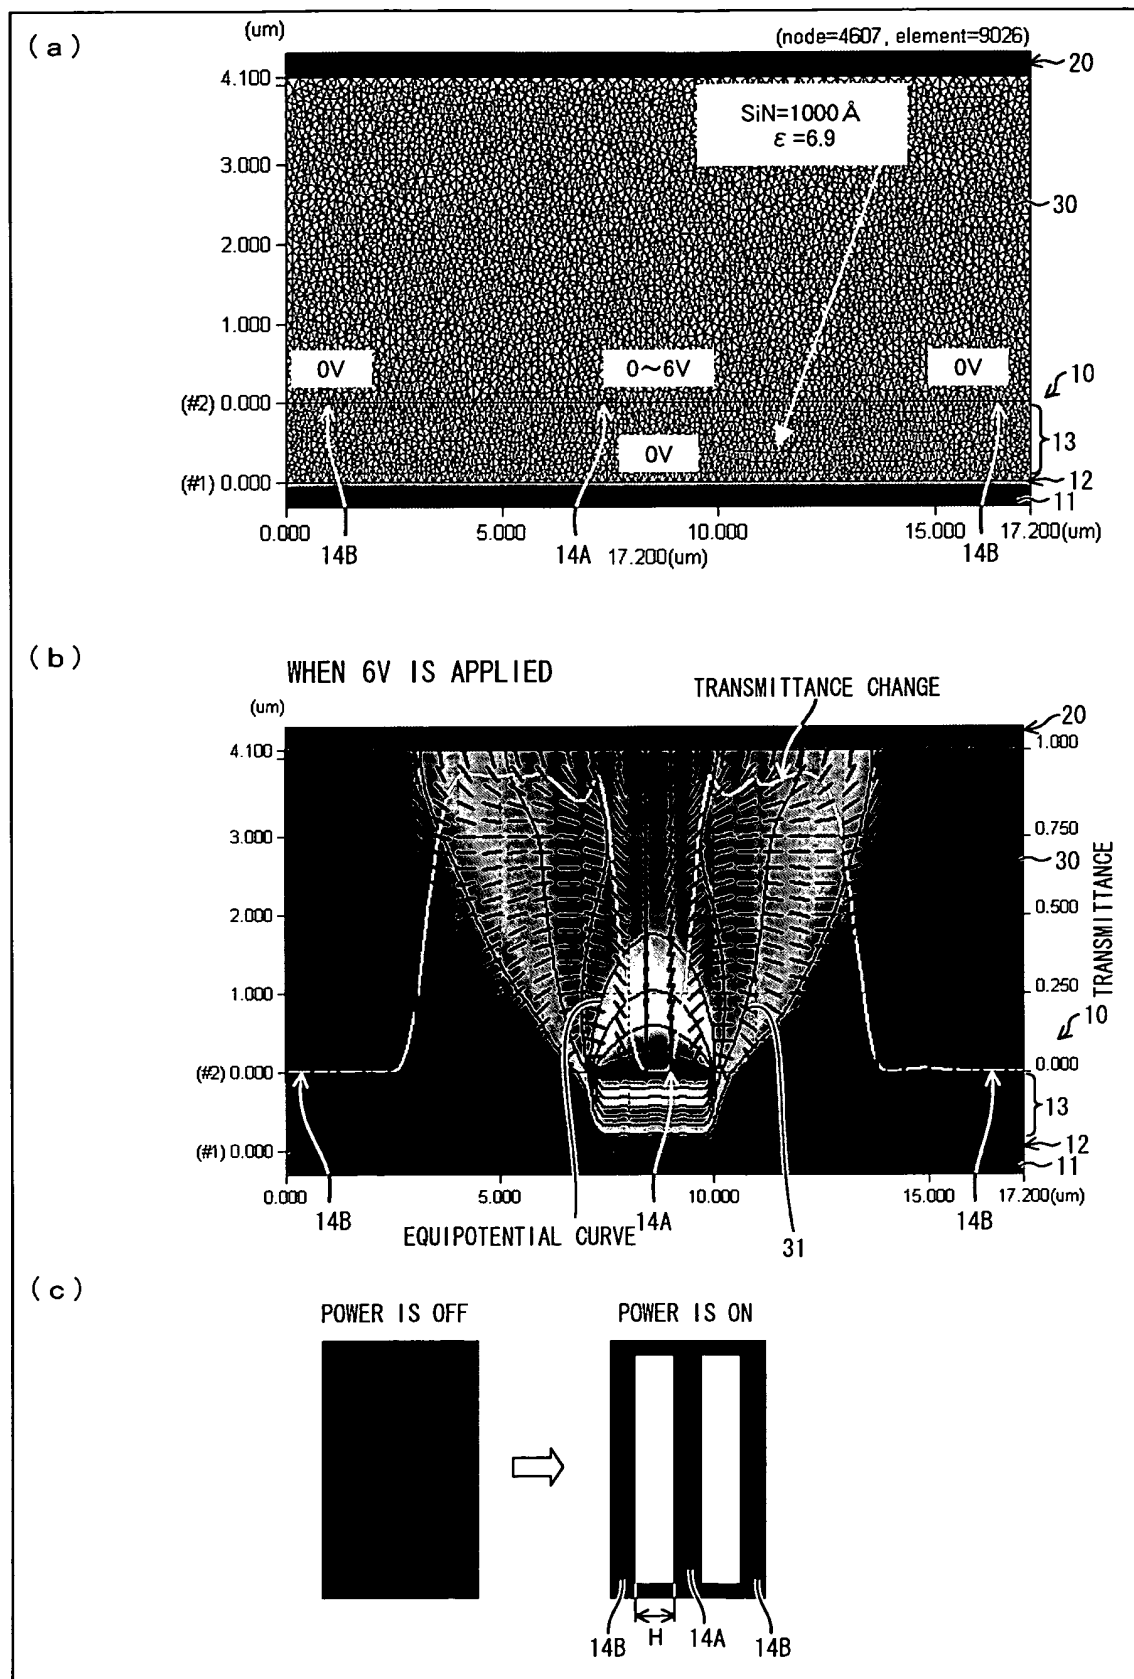 (a)
(um)
(node=4607, element=9026)
20
4.100
SiN=1000Å
ε=6.9
3.000
30
2.000
1.000
0V
0~6V
0V
10
(#2) 0.000
13
0V
(#1) 0.000
12
11
0.000
5.000
10.000
15.000
17.200(um)
14B
14A
17.200(um)
14B
(b)
WHEN 6V IS APPLIED
TRANSMITTANCE CHANGE
(um)
20
4.100
1.000
3.000
0.750
30
2.000
0.500
TRANSMITTANCE
1.000
0.250
10
(#2) 0.000
0.000
13
(#1) 0.000
12
11
0.000
5.000
10.000
15.000
17.200(um)
14B
EQUIPOTENTIAL CURVE
14A
31
14B
(c)
POWER IS OFF
POWER IS ON
14B
H
14A
14B